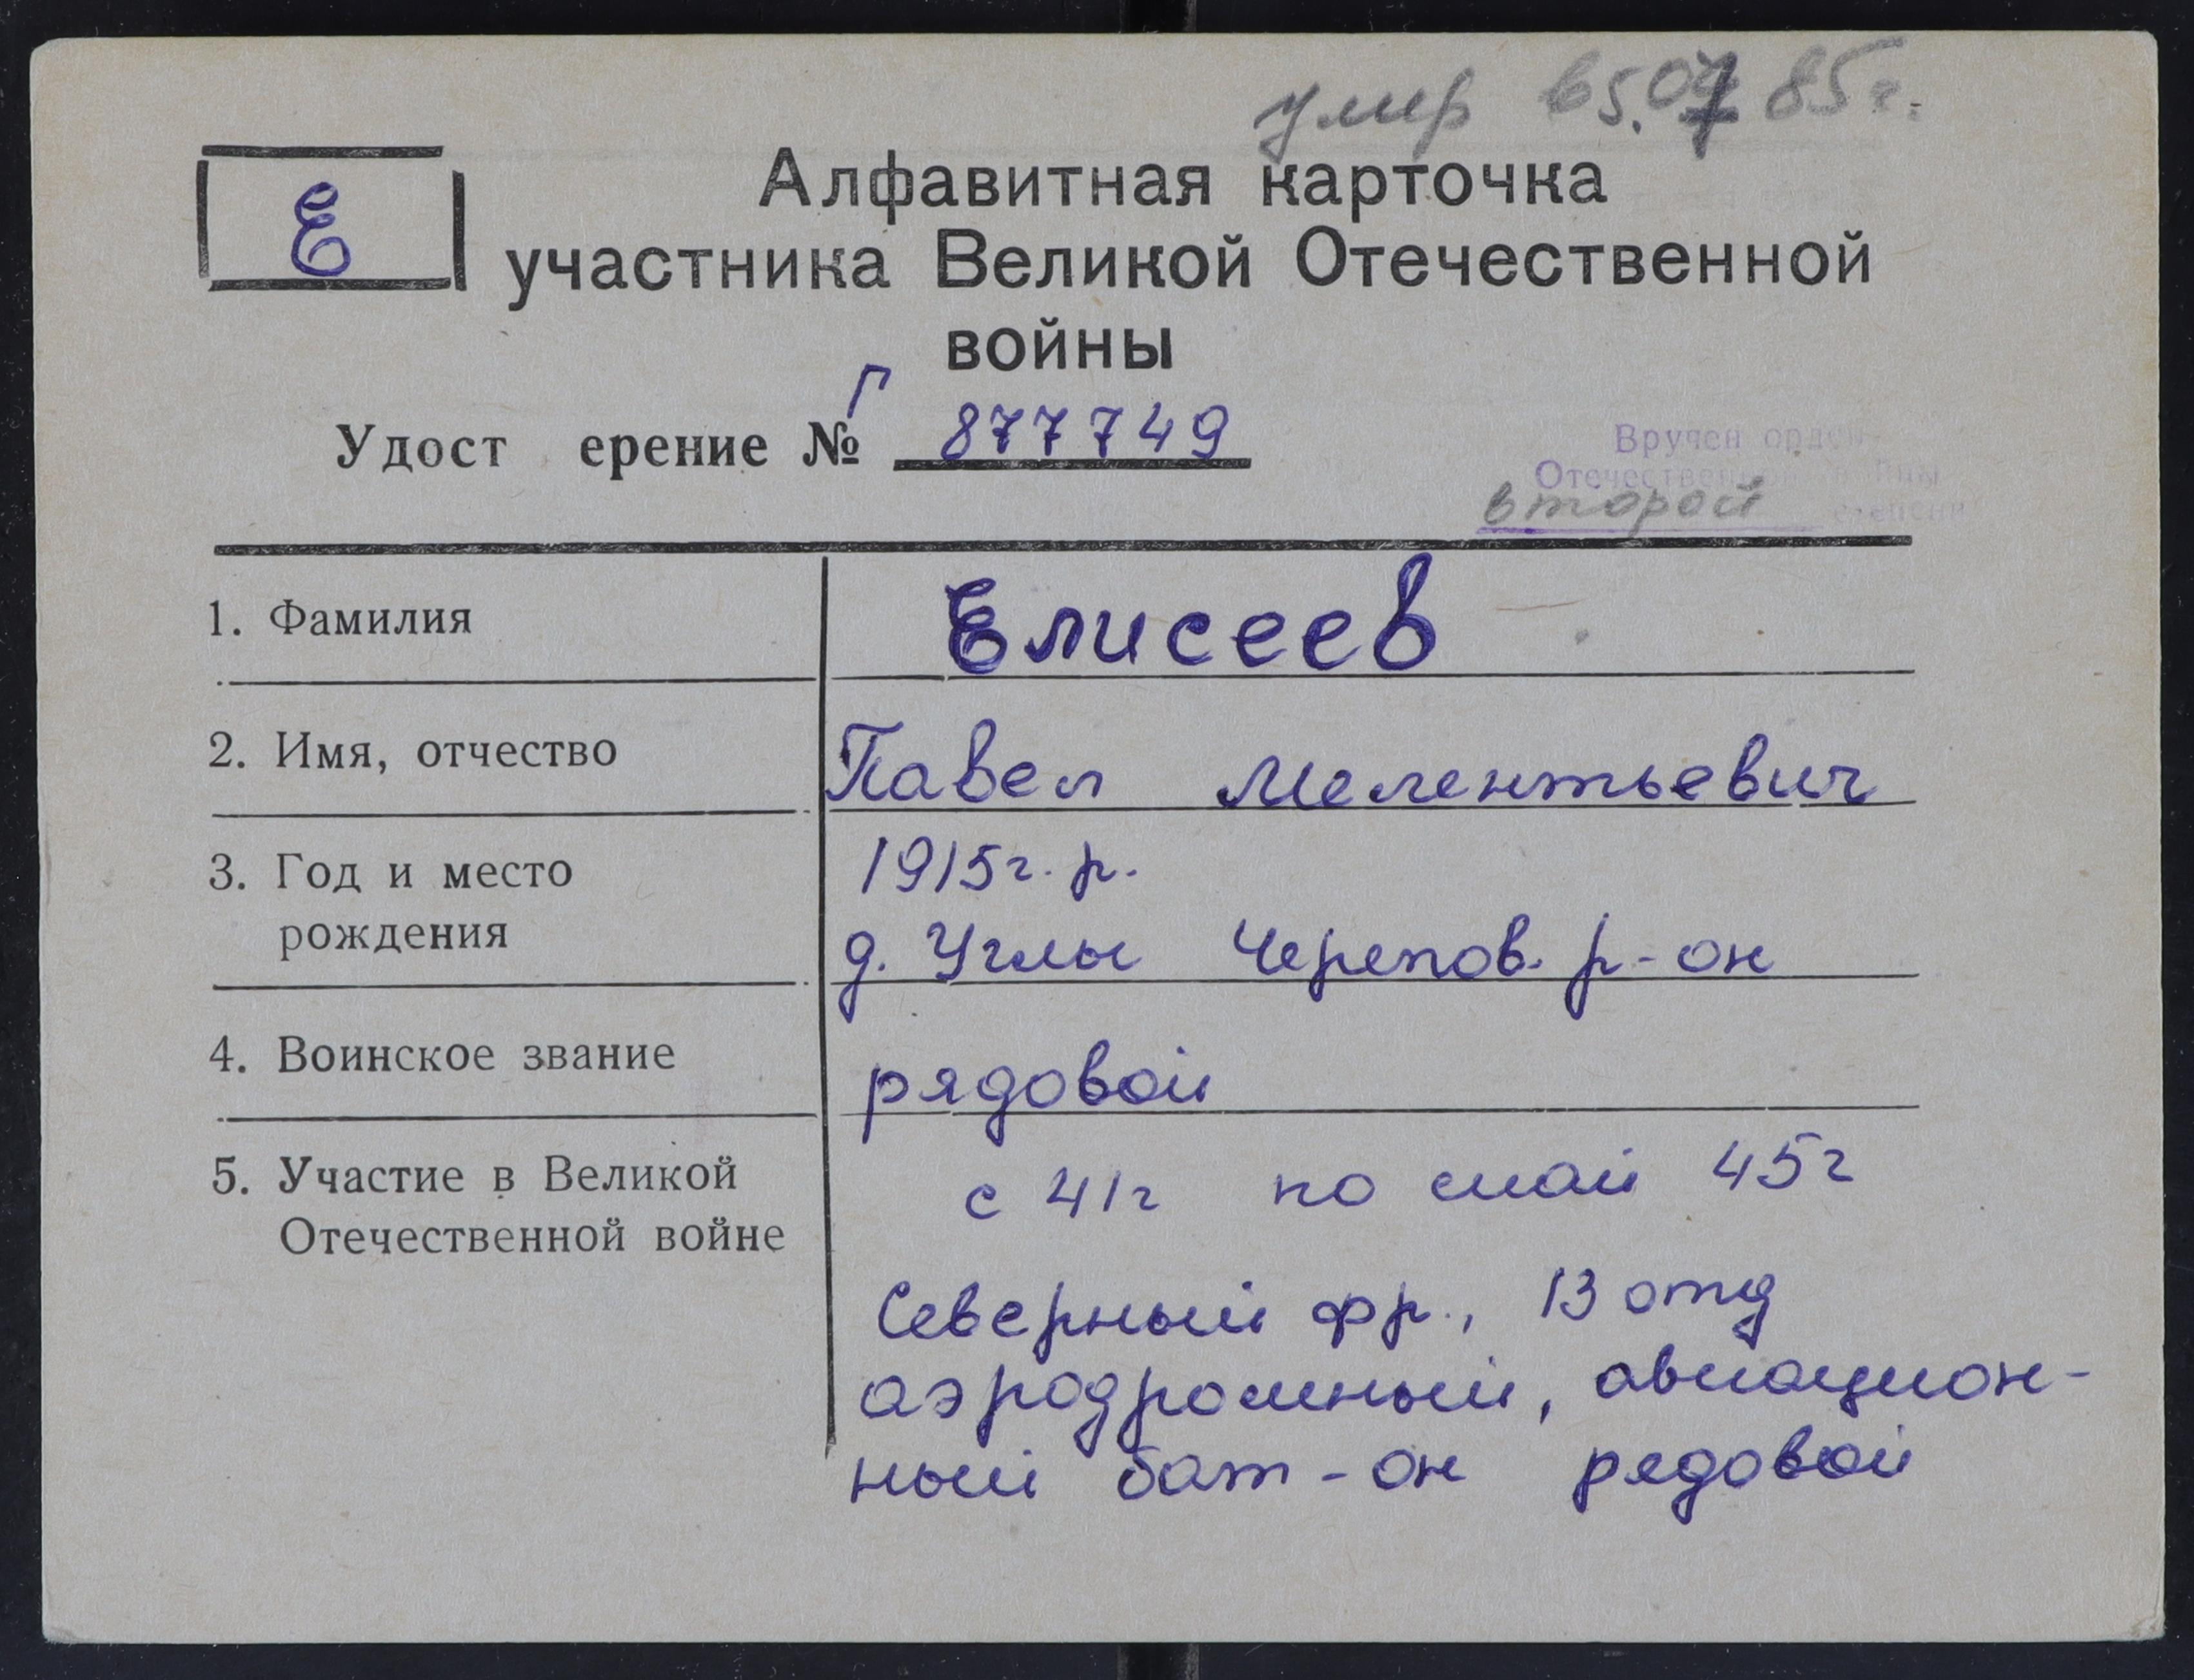 умер 05.07 85г.
Е
Алфавитная карточка
участника Великой Отечественной
войны
Удост ерение № Г 877749
Вручен орден
Отечественной войны
второй степени
1. Фамилия
Елисеев
2. Имя, отчество
Павел Мелентьевич
3. Год и место
рождения
1915г. р.
д. Углы Черепов. р-он
4. Воинское звание
рядовой
5. Участие в Великой
Отечественной войне
с 41г по май 45г
Северный фр., 13 отд
аэродромный, авиацион-
ный бат-он рядовой